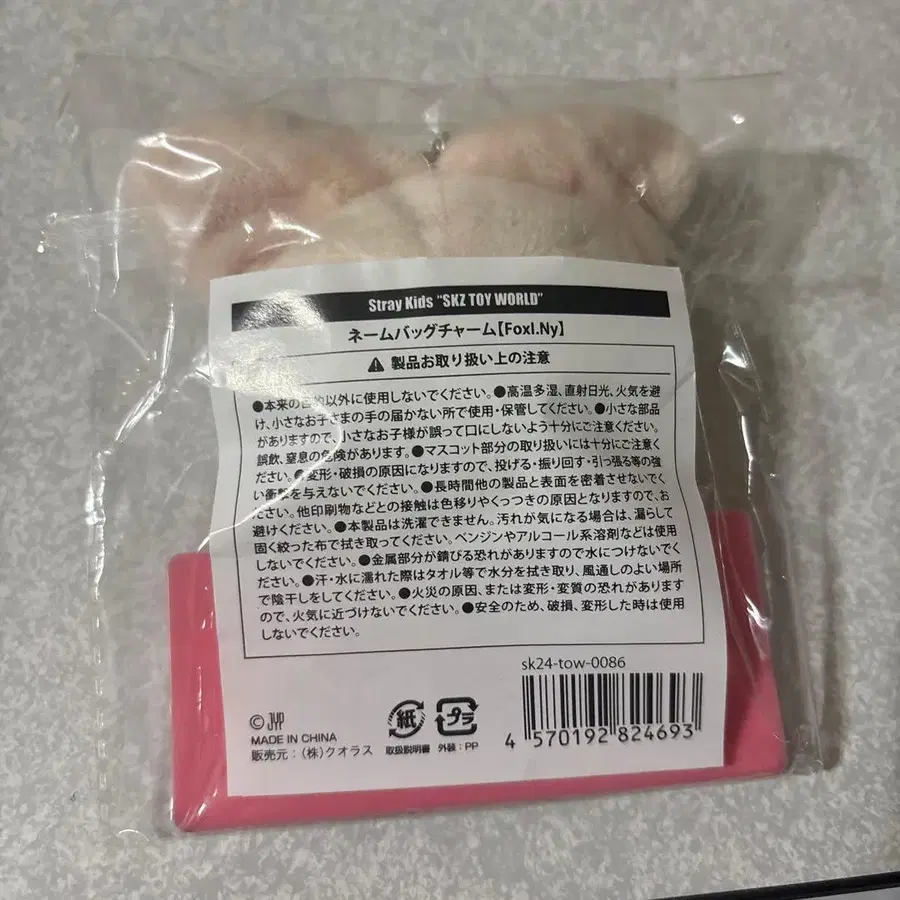 Stray Kids "SKZ TOY WORLD"
ネームバッグチャーム【FoxI.Ny】
製品お取り扱い上の注意
●本来の目的以外に使用しないでください。●高温多湿、直射日光、火気を避
け、小さなお子さまの手の届かない所で使用・保管してください。●小さな部品
がありますので、小さなお子様が誤って口にしないよう十分にご注意ください。
誤飲、窒息の危険があります。●マスコット部分の取り扱いには十分にご注意く
ださい。●変形・破損の原因になりますので、投げる・振り回す・引っ張る等の強
い衝撃を与えないでください。●長時間他の製品と表面を密着させないでく
ださい。他印刷物などとの接触は色移りやくっつきの原因となりますので、お
避けください。●本製品は洗濯できません。汚れが気になる場合は、濡らして
固く絞った布で拭き取ってください。ベンジンやアルコール系溶剤などは使用
しないでください。●金属部分が錆びる恐れがありますので水につけないでく
ださい。●汗・水に濡れた際はタオル等で水分を拭き取り、風通しのよい場所
で陰干しをしてください。●火災の原因、または変形・変質の恐れがあります
ので、火気に近づけないでください。●安全のため、破損、変形した時は使用
しないでください。
sk24-tow-0086
© JYP
MADE IN CHINA
販売元：（株）クオラス
紙
取扱説明書
プラ
外装：PP
4 570192 824693